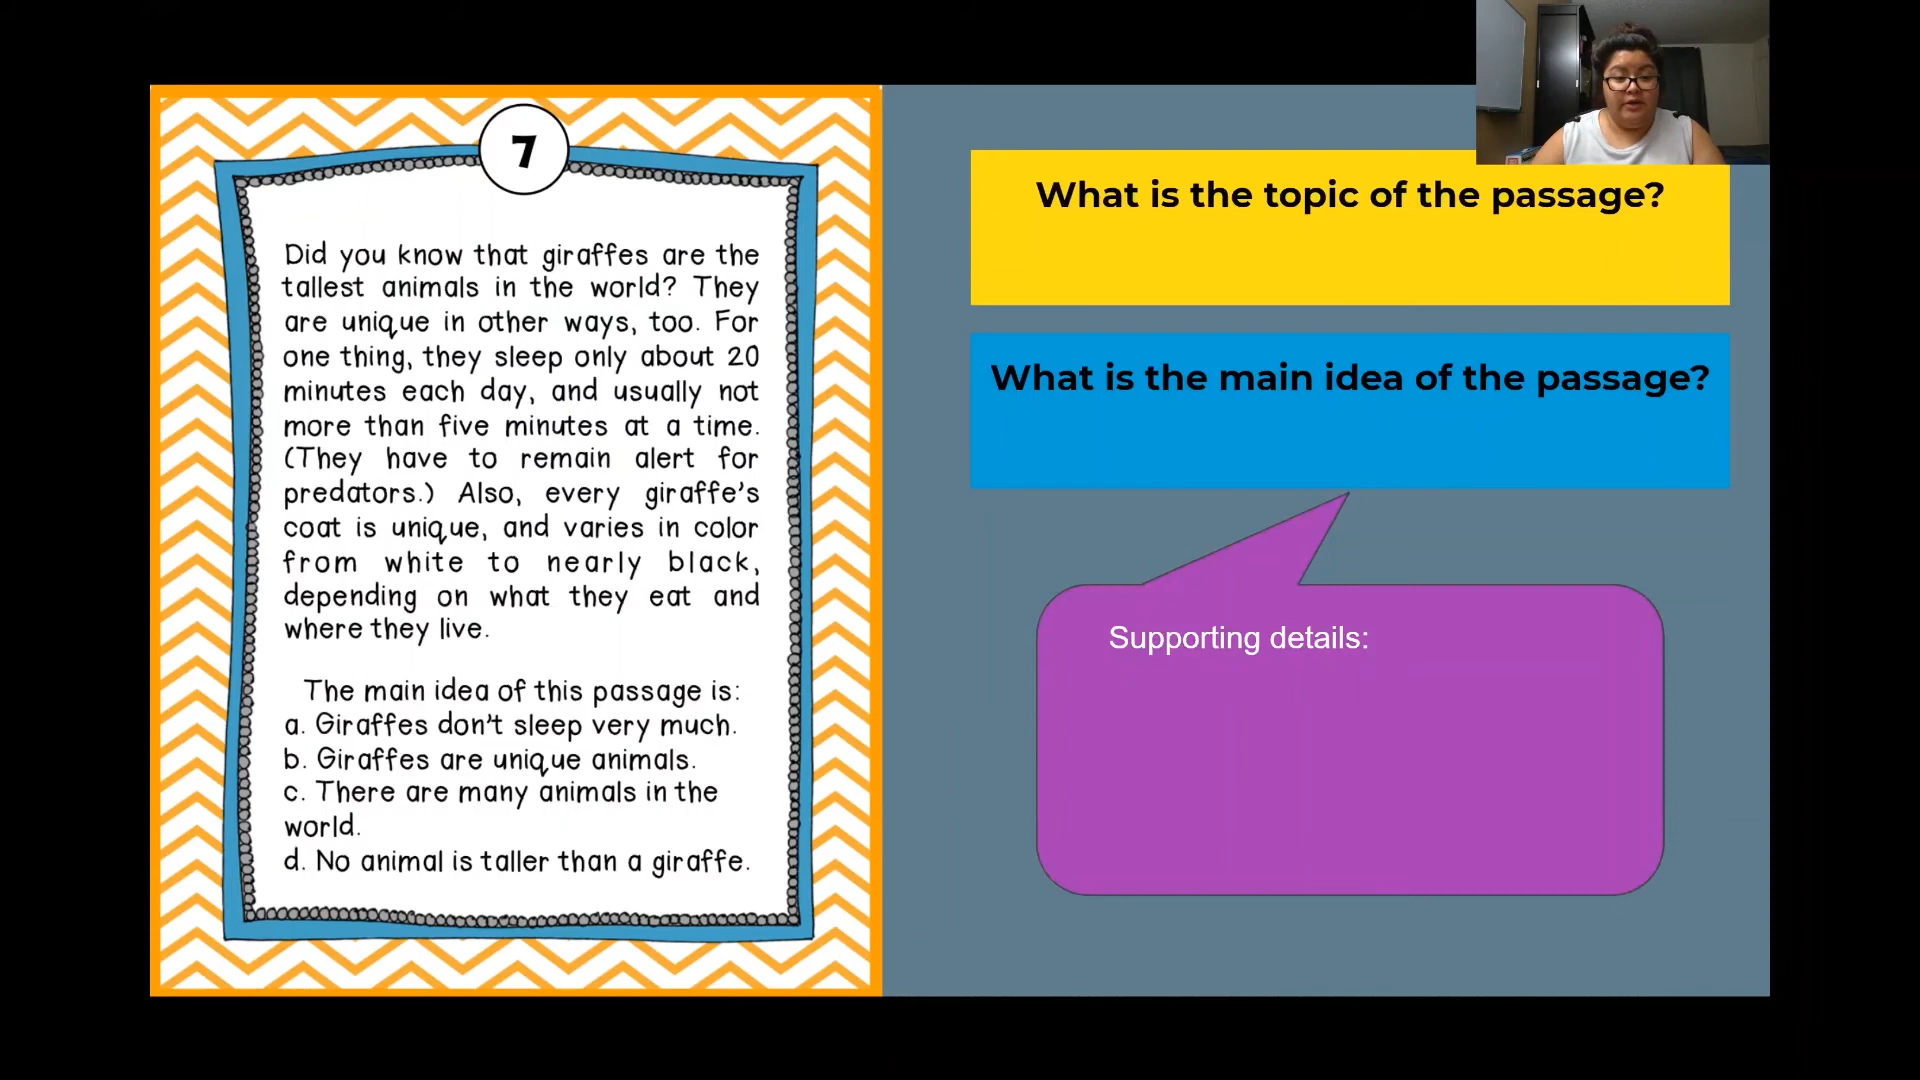 7
Did you know that giraffes are the
tallest animals in the world? They
are unique in other ways, too. For
one thing, they sleep only about 20
minutes each day, and usually not
more than five minutes at a time.
(They have to remain alert for
predators.) Also, every giraffe's
coat is unique, and varies in color
from white to nearly black,
depending on what they eat and
where they live.
The main idea of this passage is:
a. Giraffes don't sleep very much.
b. Giraffes are unique animals.
c. There are many animals in the
world.
d. No animal is taller than a giraffe.
What is the topic of the passage?
What is the main idea of the passage?
Supporting details: